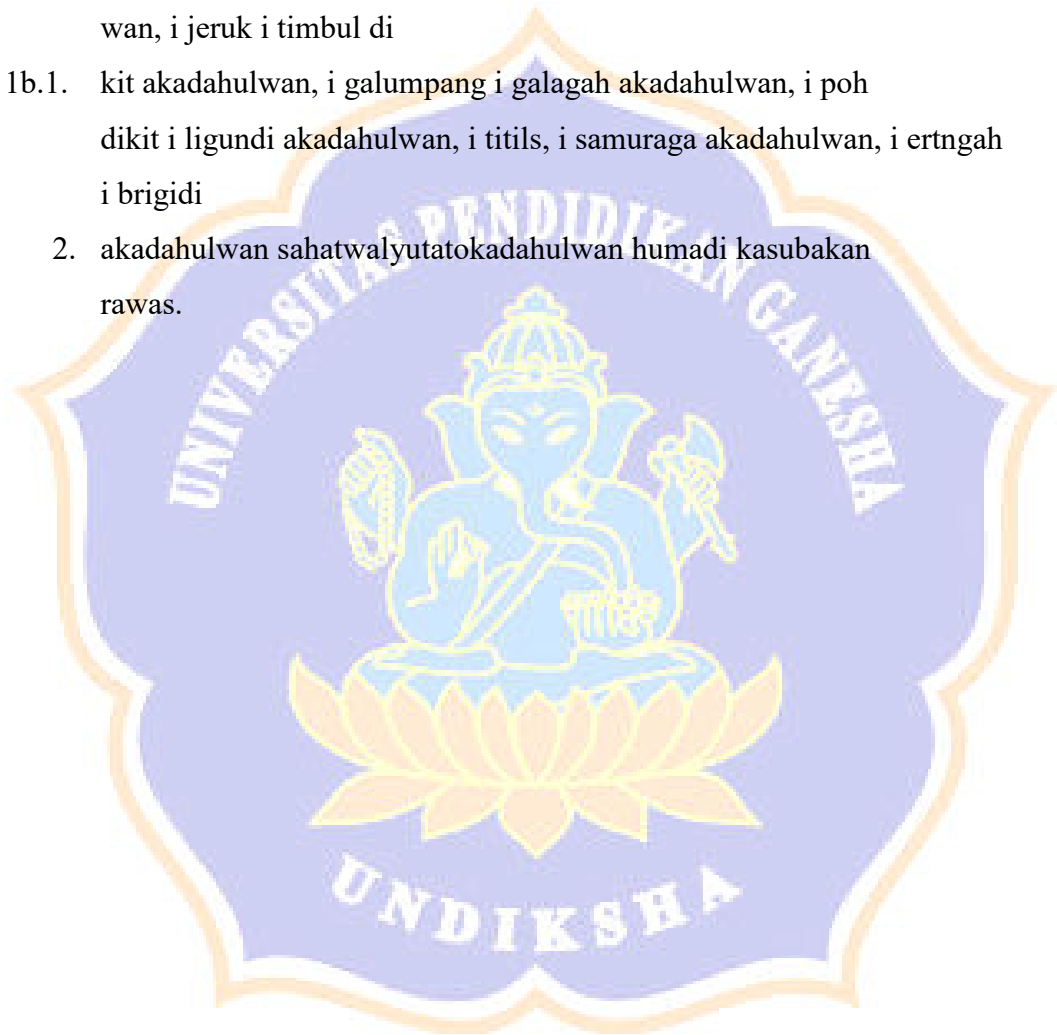 wan, i jeruk i timbul di
1b.1. kit akadahulwan, i galumpang i galagah akadahulwan, i poh
dikit i ligundi akadahulwan, i titils, i samuraga akadahulwan, i ertngah
i brigidi
2. akadahulwan sahatwalyutatokadahulwan humadi kasubakan
rawas.
UNIVERSITAS PENDIDIKAN GANESHA
UNDIKSHA